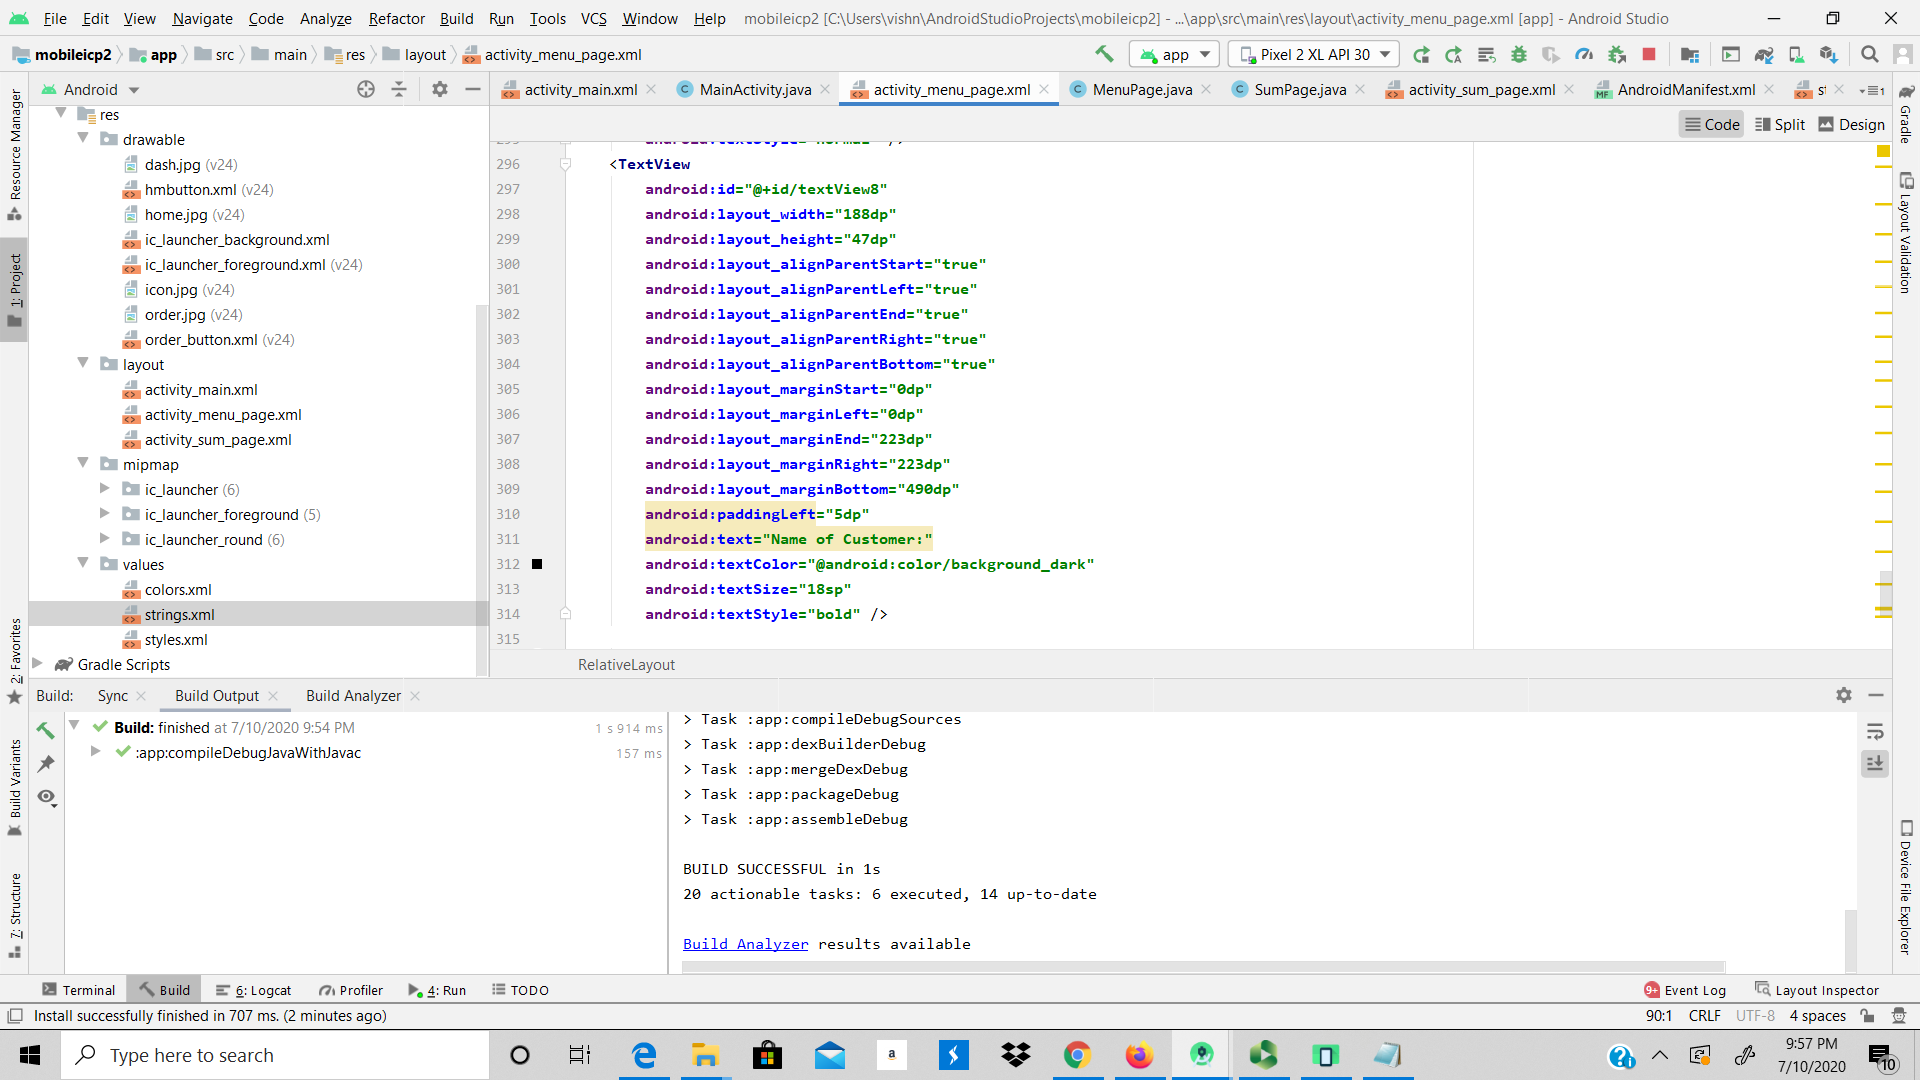 File Edit View Navigate Code Analyze Refactor Build Run Tools VCS Window Help mobileicp2 [C:\Users\vishn\AndroidStudioProjects\mobileicp2] - ...\app\src\main\res\layout\activity_menu_page.xml [app] - Android Studio
mobileicp2 app src main res layout activity_menu_page.xml app Pixel 2 XL API 30
Android activity_main.xml MainActivity.java activity_menu_page.xml MenuPage.java SumPage.java activity_sum_page.xml AndroidManifest.xml
Code Split Design
Resource Manager
1: Project
2: Favorites
Build Variants
7: Structure
res
drawable
dash.jpg (v24)
hmbutton.xml (v24)
home.jpg (v24)
ic_launcher_background.xml
ic_launcher_foreground.xml (v24)
icon.jpg (v24)
order.jpg (v24)
order_button.xml (v24)
layout
activity_main.xml
activity_menu_page.xml
activity_sum_page.xml
mipmap
ic_launcher (6)
ic_launcher_foreground (5)
ic_launcher_round (6)
values
colors.xml
strings.xml
styles.xml
Gradle Scripts
296 <TextView
297 android:id="@+id/textView8"
298 android:layout_width="188dp"
299 android:layout_height="47dp"
300 android:layout_alignParentStart="true"
301 android:layout_alignParentLeft="true"
302 android:layout_alignParentEnd="true"
303 android:layout_alignParentRight="true"
304 android:layout_alignParentBottom="true"
305 android:layout_marginStart="0dp"
306 android:layout_marginLeft="0dp"
307 android:layout_marginEnd="223dp"
308 android:layout_marginRight="223dp"
309 android:layout_marginBottom="490dp"
310 android:paddingLeft="5dp"
311 android:text="Name of Customer:"
312 android:textColor="@android:color/background_dark"
313 android:textSize="18sp"
314 android:textStyle="bold" />
315
RelativeLayout
Gradle
Layout Validation
Device File Explorer
Build: Sync Build Output Build Analyzer
Build: finished at 7/10/2020 9:54 PM 1 s 914 ms
:app:compileDebugJavaWithJavac 157 ms
> Task :app:compileDebugSources
> Task :app:dexBuilderDebug
> Task :app:mergeDexDebug
> Task :app:packageDebug
> Task :app:assembleDebug
BUILD SUCCESSFUL in 1s
20 actionable tasks: 6 executed, 14 up-to-date
Build Analyzer results available
Terminal Build 6: Logcat Profiler 4: Run TODO 9+ Event Log Layout Inspector
Install successfully finished in 707 ms. (2 minutes ago) 90:1 CRLF UTF-8 4 spaces
Type here to search 9:57 PM
7/10/2020 10